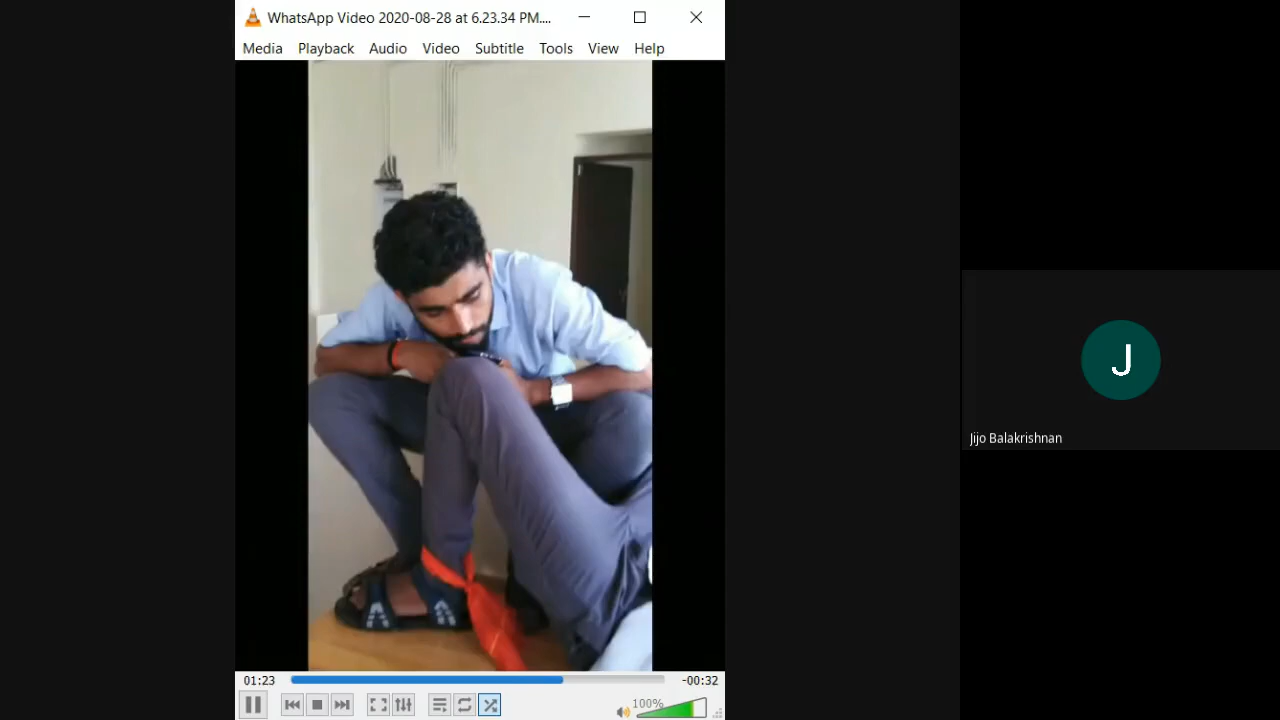 WhatsApp Video 2020-08-28 at 6.23.34 PM....
Media Playback Audio Video Subtitle Tools View Help
J
Jijo Balakrishnan
01:23
-00:32
100%